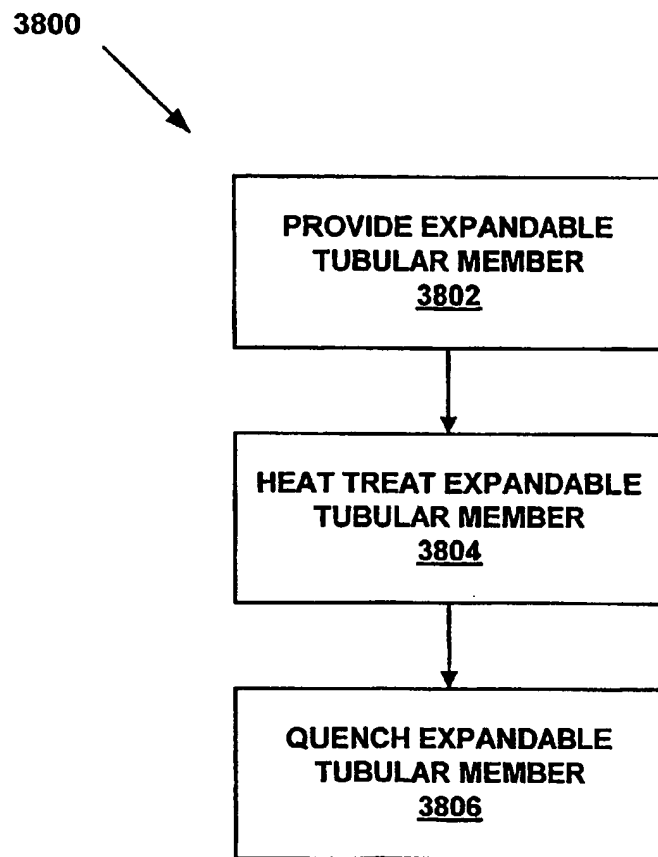 3800
PROVIDE EXPANDABLE
TUBULAR MEMBER
3802
HEAT TREAT EXPANDABLE
TUBULAR MEMBER
3804
QUENCH EXPANDABLE
TUBULAR MEMBER
3806